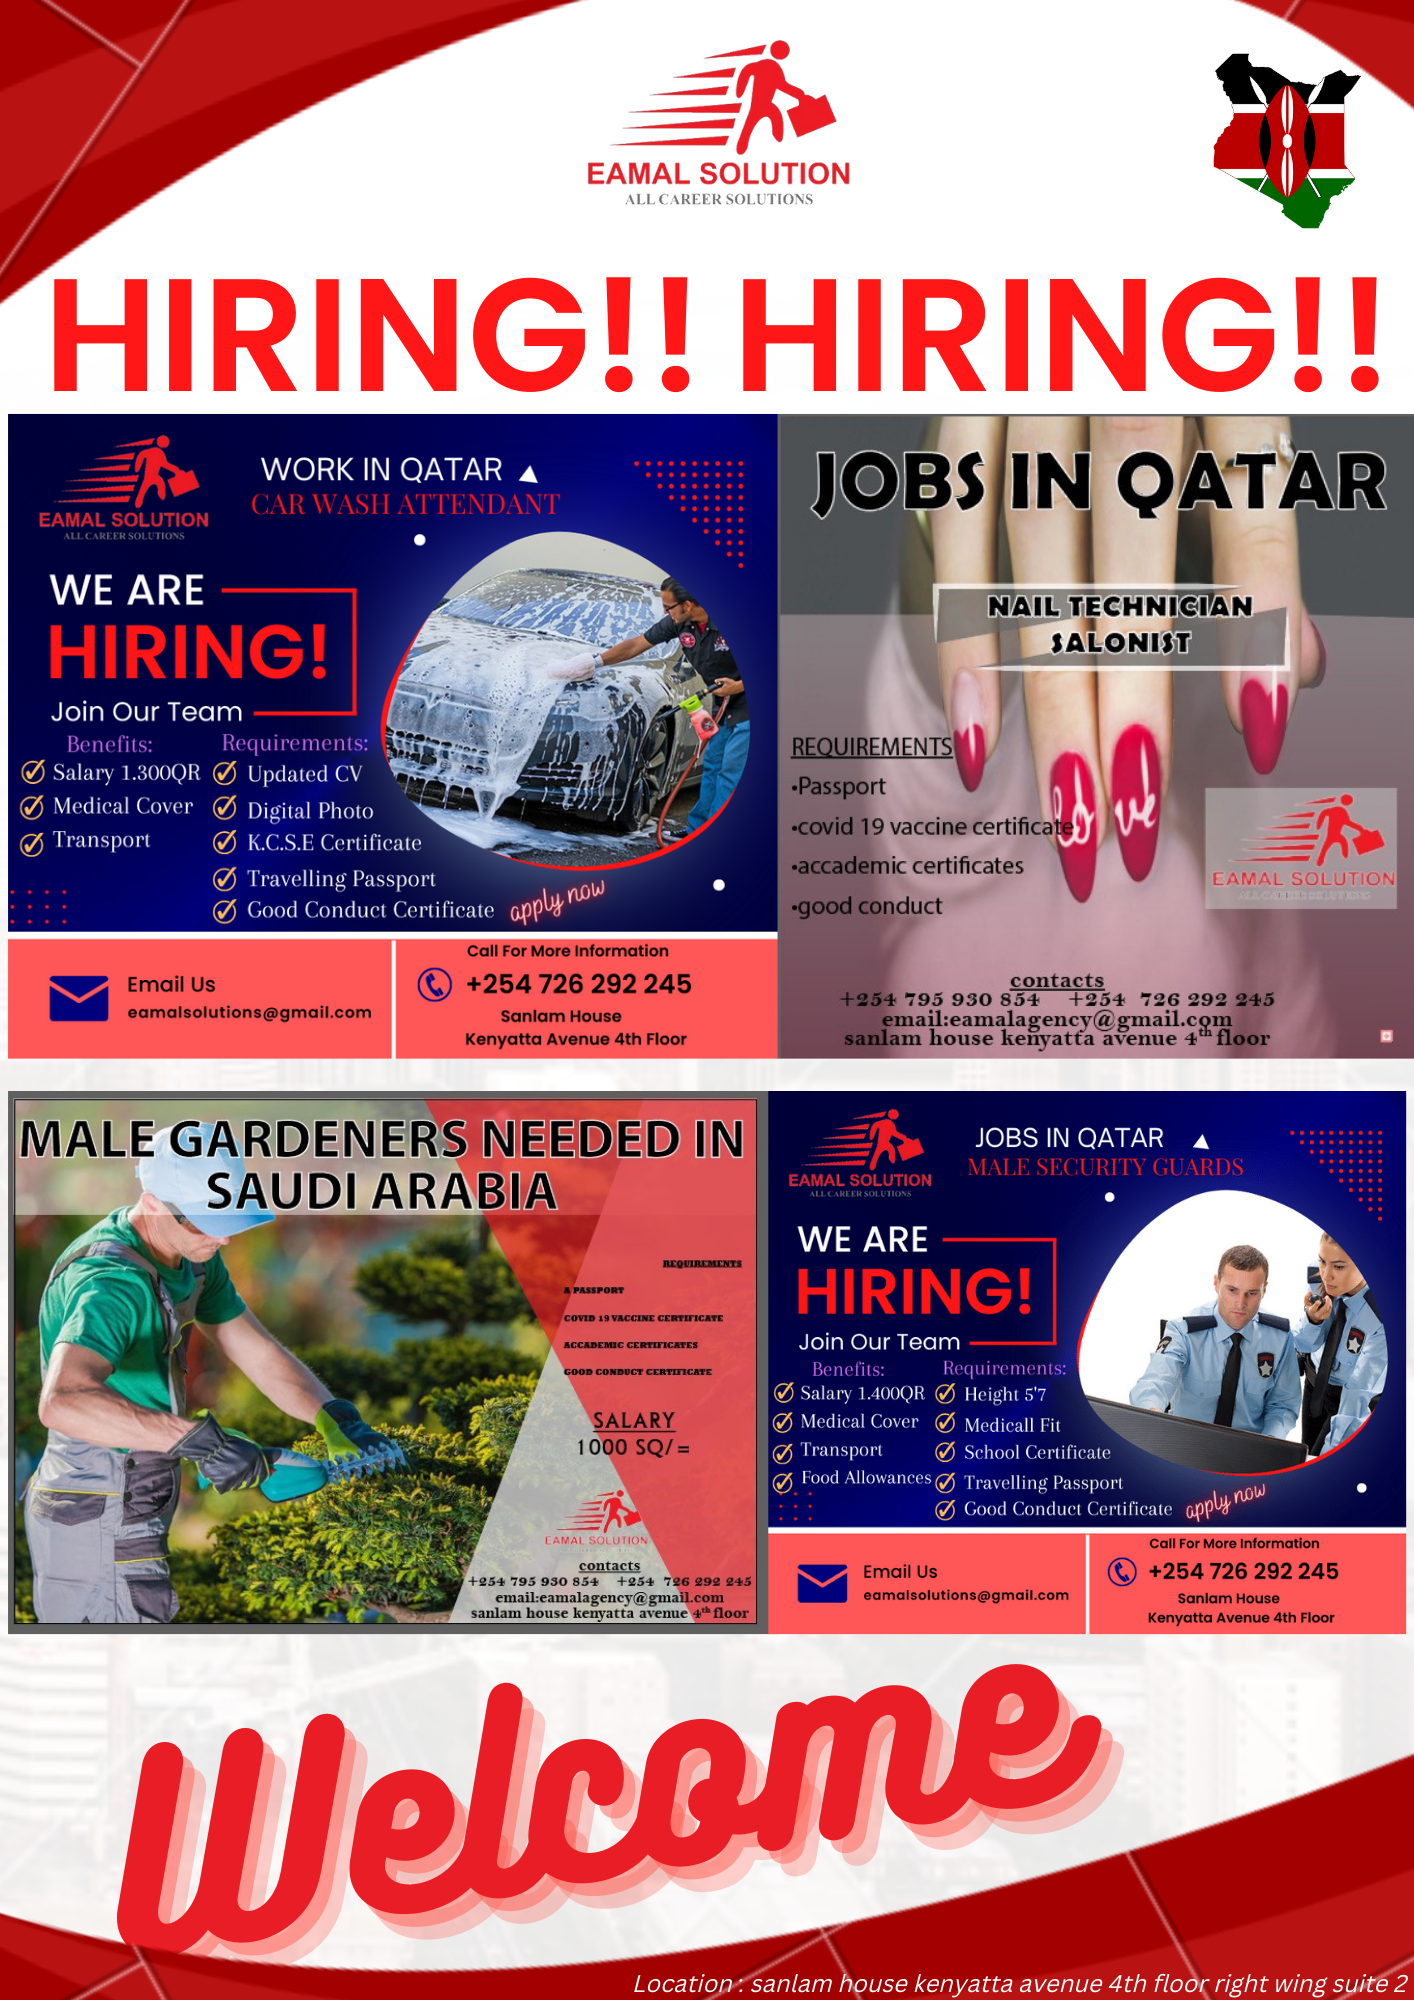 EAMAL SOLUTION
ALL CAREER SOLUTIONS
HIRING!! HIRING!!
EAMAL SOLUTION
ALL CAREER SOLUTIONS
WORK IN QATAR
CAR WASH ATTENDANT
WE ARE
HIRING!
Join Our Team
Benefits:
Salary 1.300QR
Medical Cover
Transport
Requirements:
Updated CV
Digital Photo
K.C.S.E Certificate
Travelling Passport
Good Conduct Certificate
apply now
Email Us
eamalsolutions@gmail.com
Call For More Information
+254 726 292 245
Sanlam House
Kenyatta Avenue 4th Floor
JOBS IN QATAR
NAIL TECHNICIAN
SALONIST
REQUIREMENTS
•Passport
•covid 19 vaccine certificate
•accademic certificates
•good conduct
love
EAMAL SOLUTION
ALL CAREER SOLUTIONS
contacts
+254 795 930 854 +254 726 292 245
email:eamalagency@gmail.com
sanlam house kenyatta avenue 4th floor
MALE GARDENERS NEEDED IN
SAUDI ARABIA
REQUIREMENTS
A PASSPORT
COVID 19 VACCINE CERTIFICATE
ACCADEMIC CERTIFICATES
GOOD CONDUCT CERTIFICATE
SALARY
1000 SQ/=
EAMAL SOLUTION
contacts
+254 795 930 854 +254 726 292 245
email:eamalagency@gmail.com
sanlam house kenyatta avenue 4th floor
EAMAL SOLUTION
ALL CAREER SOLUTIONS
JOBS IN QATAR
MALE SECURITY GUARDS
WE ARE
HIRING!
Join Our Team
Benefits:
Salary 1.400QR
Medical Cover
Transport
Food Allowances
Requirements:
Height 5'7
Medicall Fit
School Certificate
Travelling Passport
Good Conduct Certificate
apply now
Email Us
eamalsolutions@gmail.com
Call For More Information
+254 726 292 245
Sanlam House
Kenyatta Avenue 4th Floor
Welcome
Location : sanlam house kenyatta avenue 4th floor right wing suite 2